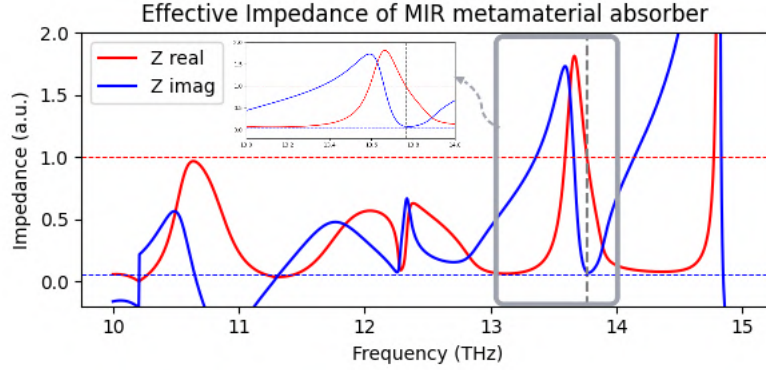 Effective Impedance of MIR metamaterial absorber
2.0
1.5
1.0
0.5
0.0
Impedance (a.u.)
Z real
Z imag
10
11
12
13
14
15
Frequency (THz)